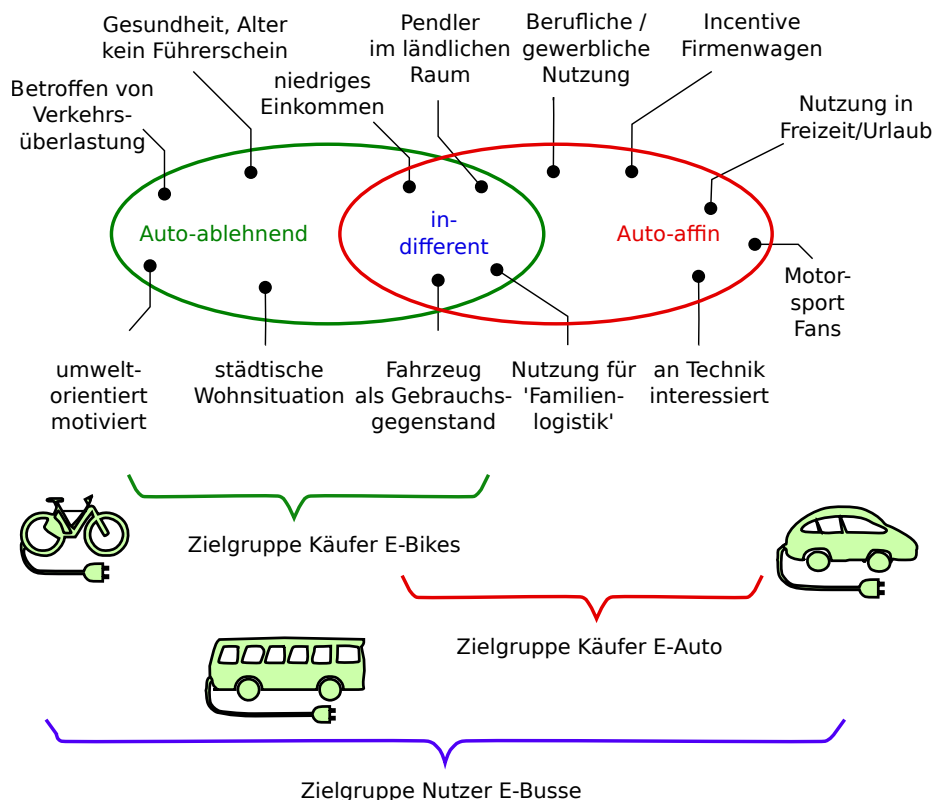 Gesundheit, Alter
kein Führerschein
Pendler
im ländlichen
Raum
Berufliche /
gewerbliche
Nutzung
Incentive
Firmenwagen
Betroffen von
Verkehrs-
überlastung
niedriges
Einkommen
Nutzung in
Freizeit/Urlaub
Auto-ablehnend
in-
different
Auto-affin
Motor-
sport
Fans
umwelt-
orientiert
motiviert
städtische
Wohnsituation
Fahrzeug
als Gebrauchs-
gegenstand
Nutzung für
'Familien-
logistik'
an Technik
interessiert
Zielgruppe Käufer E-Bikes
Zielgruppe Käufer E-Auto
Zielgruppe Nutzer E-Busse